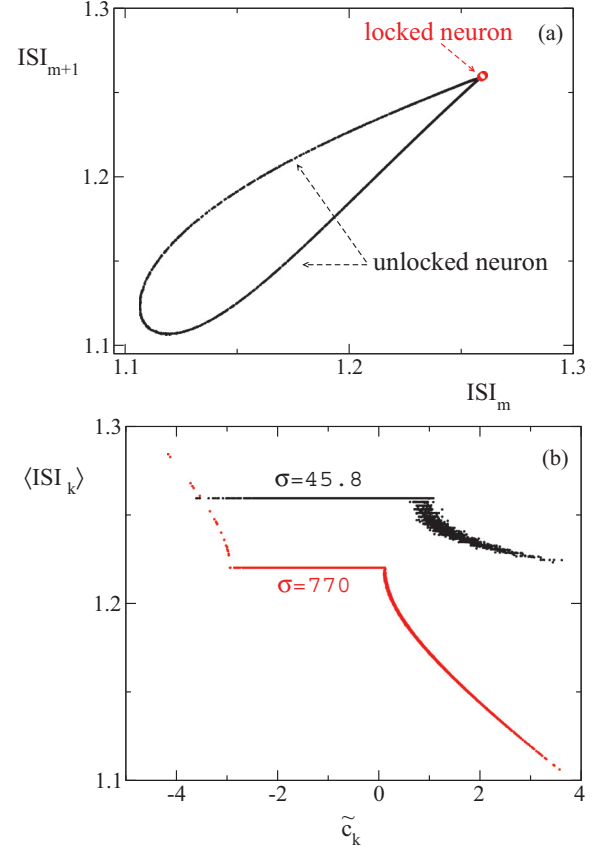 locked neuron
(a)
ISI_{m+1}
1.3
1.2
unlocked neuron
1.1
1.1 1.2 1.3
ISI_m
1.3
(b)
⟨ISI_k⟩
σ=45.8
1.2
σ=770
1.1
-4 -2 0 2 4
c̃_k